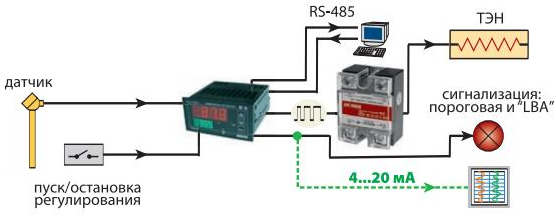 RS-485
ТЭН
датчик
сигнализация:
пороговая и "LBA"
пуск/остановка
регулирования
4...20 мА